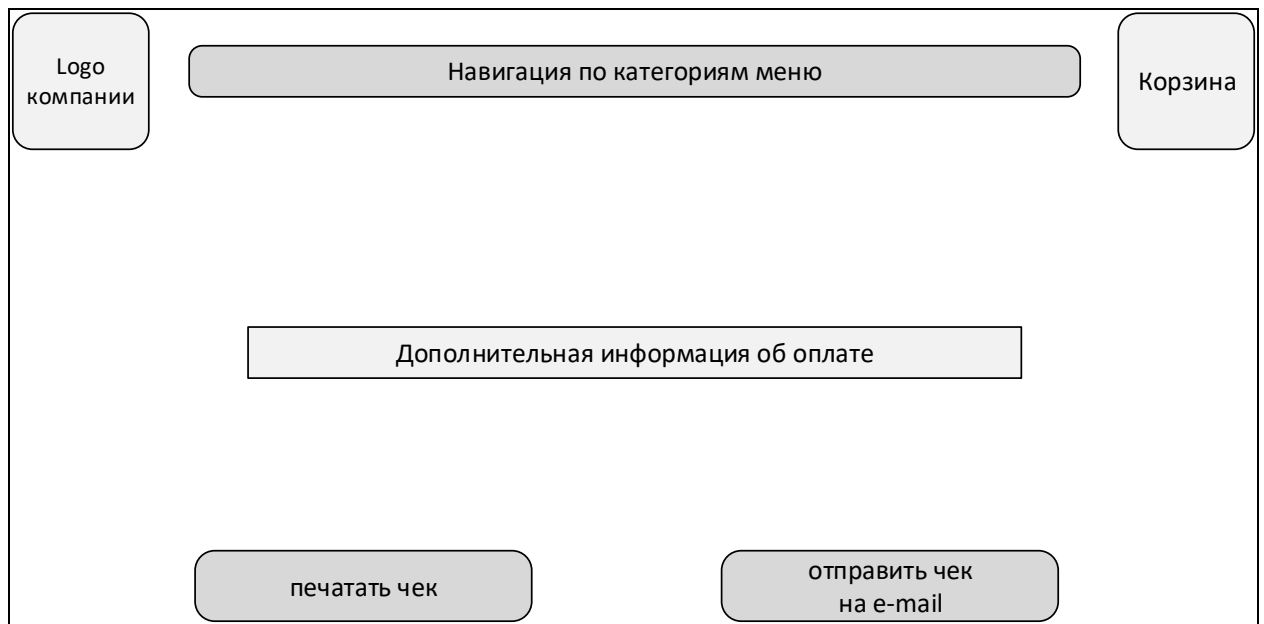 Logo
компании
Навигация по категориям меню
Корзина
Дополнительная информация об оплате
печатать чек
отправить чек
на e-mail